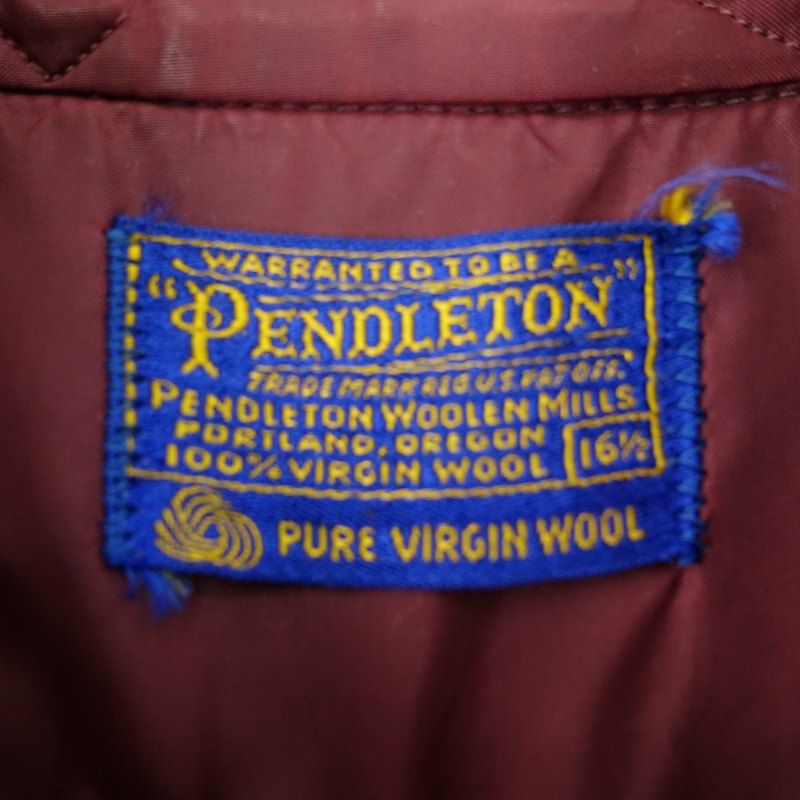 WARRANTED TO BE A
"PENDLETON"
TRADE MARK REG. U.S. PAT. OFF.
PENDLETON WOOLEN MILLS
PORTLAND, OREGON
100% VIRGIN WOOL
16½
PURE VIRGIN WOOL